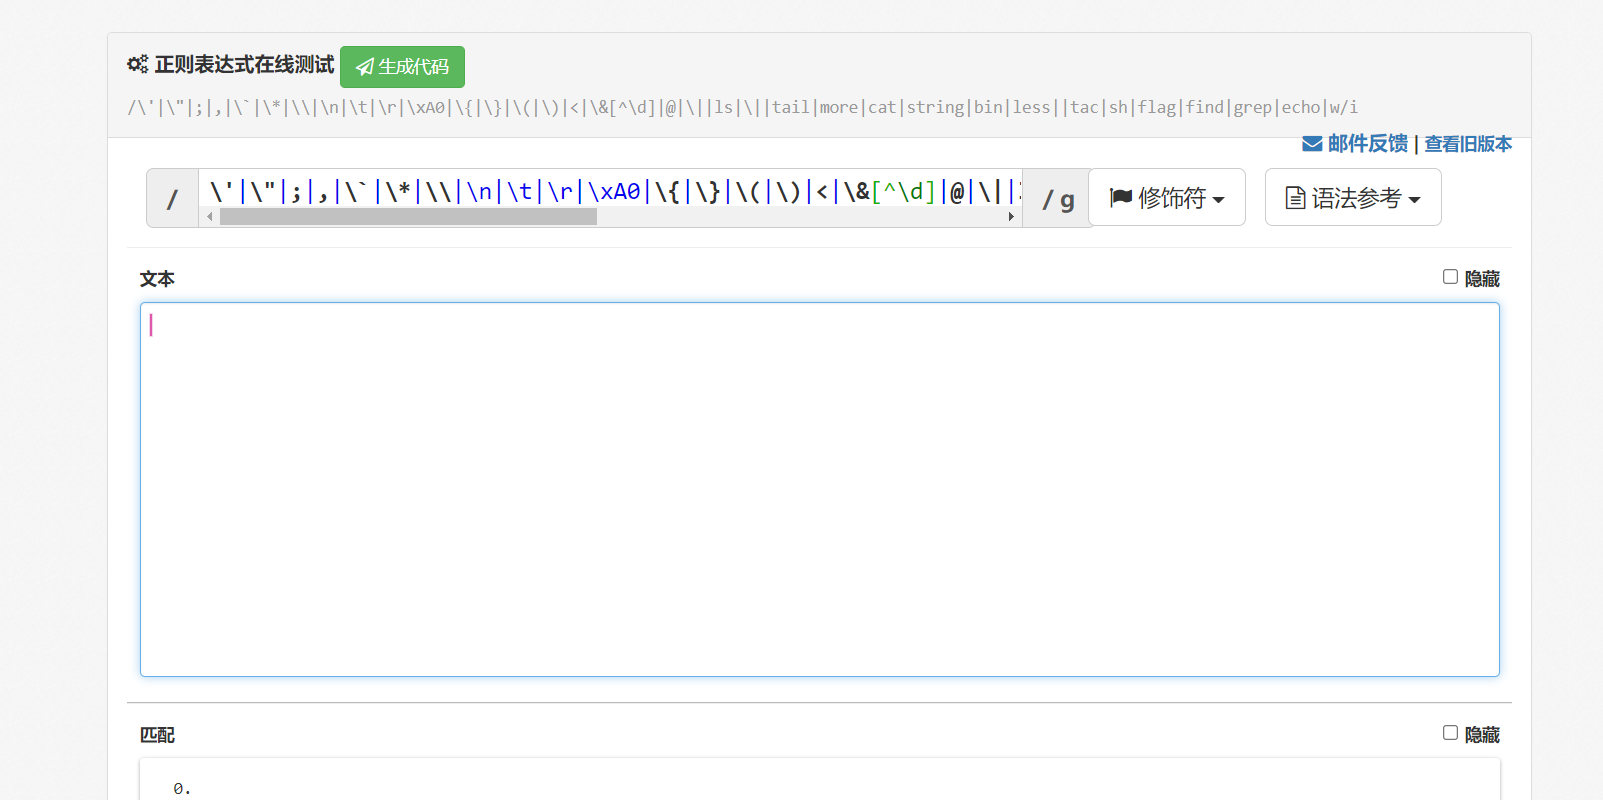 正则表达式在线测试 生成代码
/\'|\"|;|,|\`|\*|\\|\n|\t|\r|\xA0|\{|\}|\(|\)|<|\&[^\d]|@|\||ls|\||tail|more|cat|string|bin|less||tac|sh|flag|find|grep|echo|w/i
邮件反馈 | 查看旧版本
/ \'|\"|;|,|\`|\*|\\|\n|\t|\r|\xA0|\{|\}|\(|\)|<|\&[^\d]|@|\|| / g 修饰符 语法参考
文本 隐藏
匹配 隐藏
0.